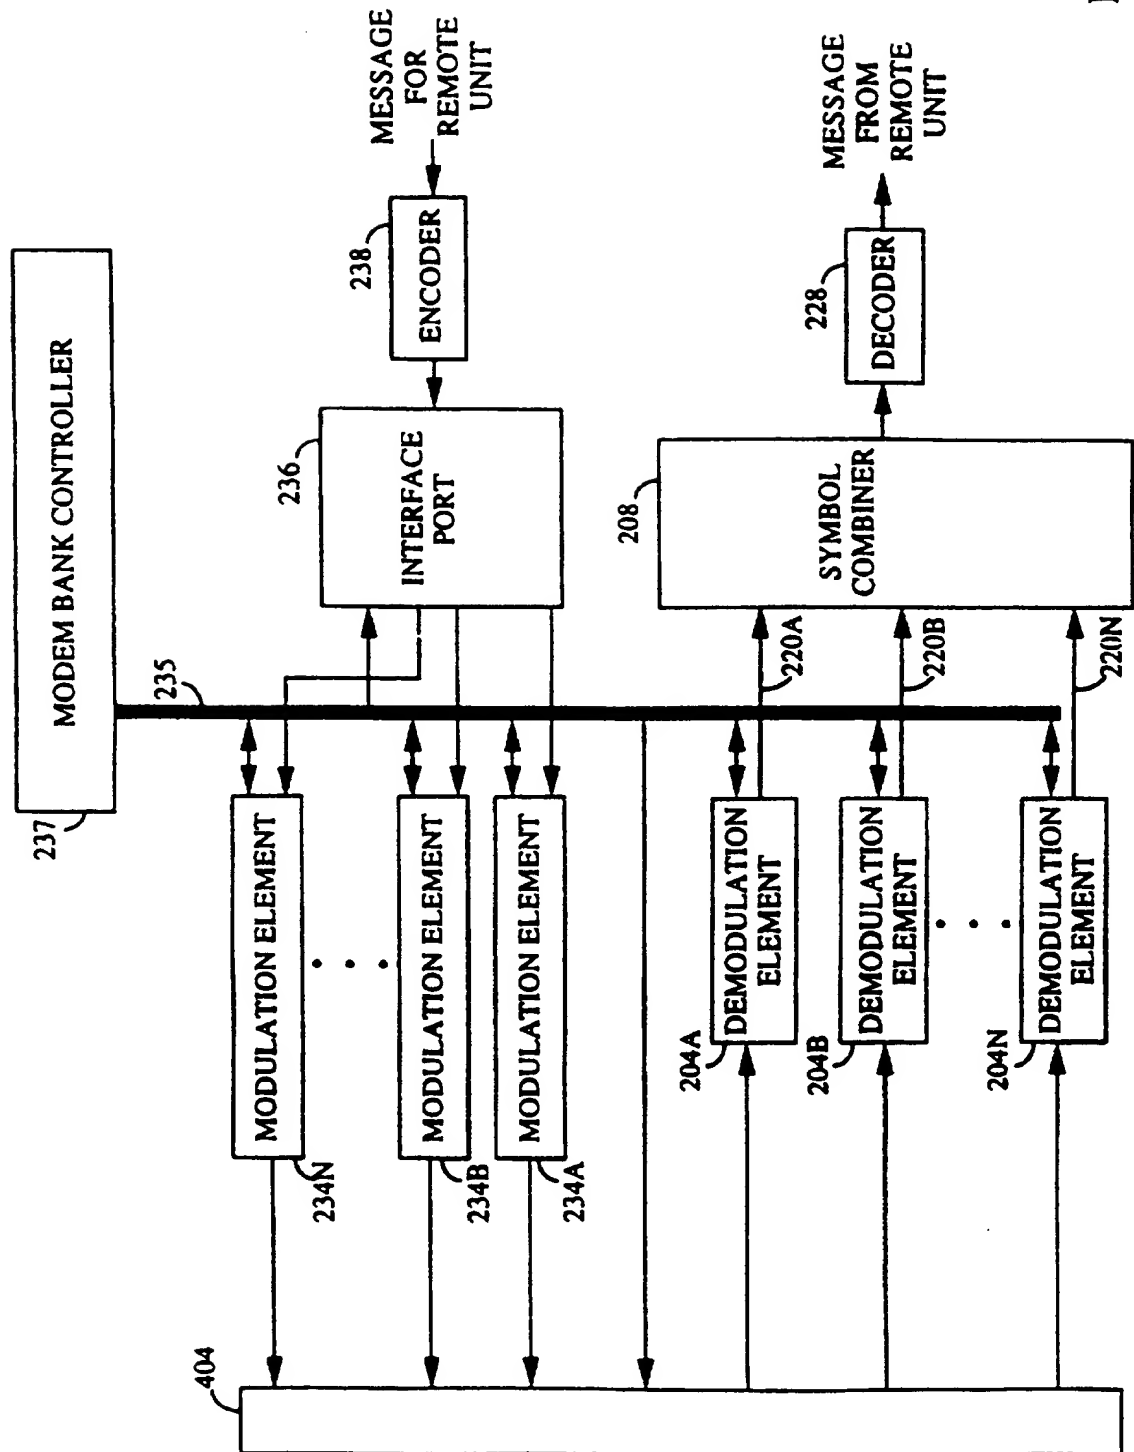 MODEM BANK CONTROLLER
237
235
MODULATION ELEMENT
234N
MODULATION ELEMENT
234B
MODULATION ELEMENT
234A
INTERFACE
PORT
236
ENCODER
238
MESSAGE
FOR
REMOTE
UNIT
404
DEMODULATION
ELEMENT
204A
DEMODULATION
ELEMENT
204B
DEMODULATION
ELEMENT
204N
220A
220B
220N
SYMBOL
COMBINER
208
DECODER
228
MESSAGE
FROM
REMOTE
UNIT